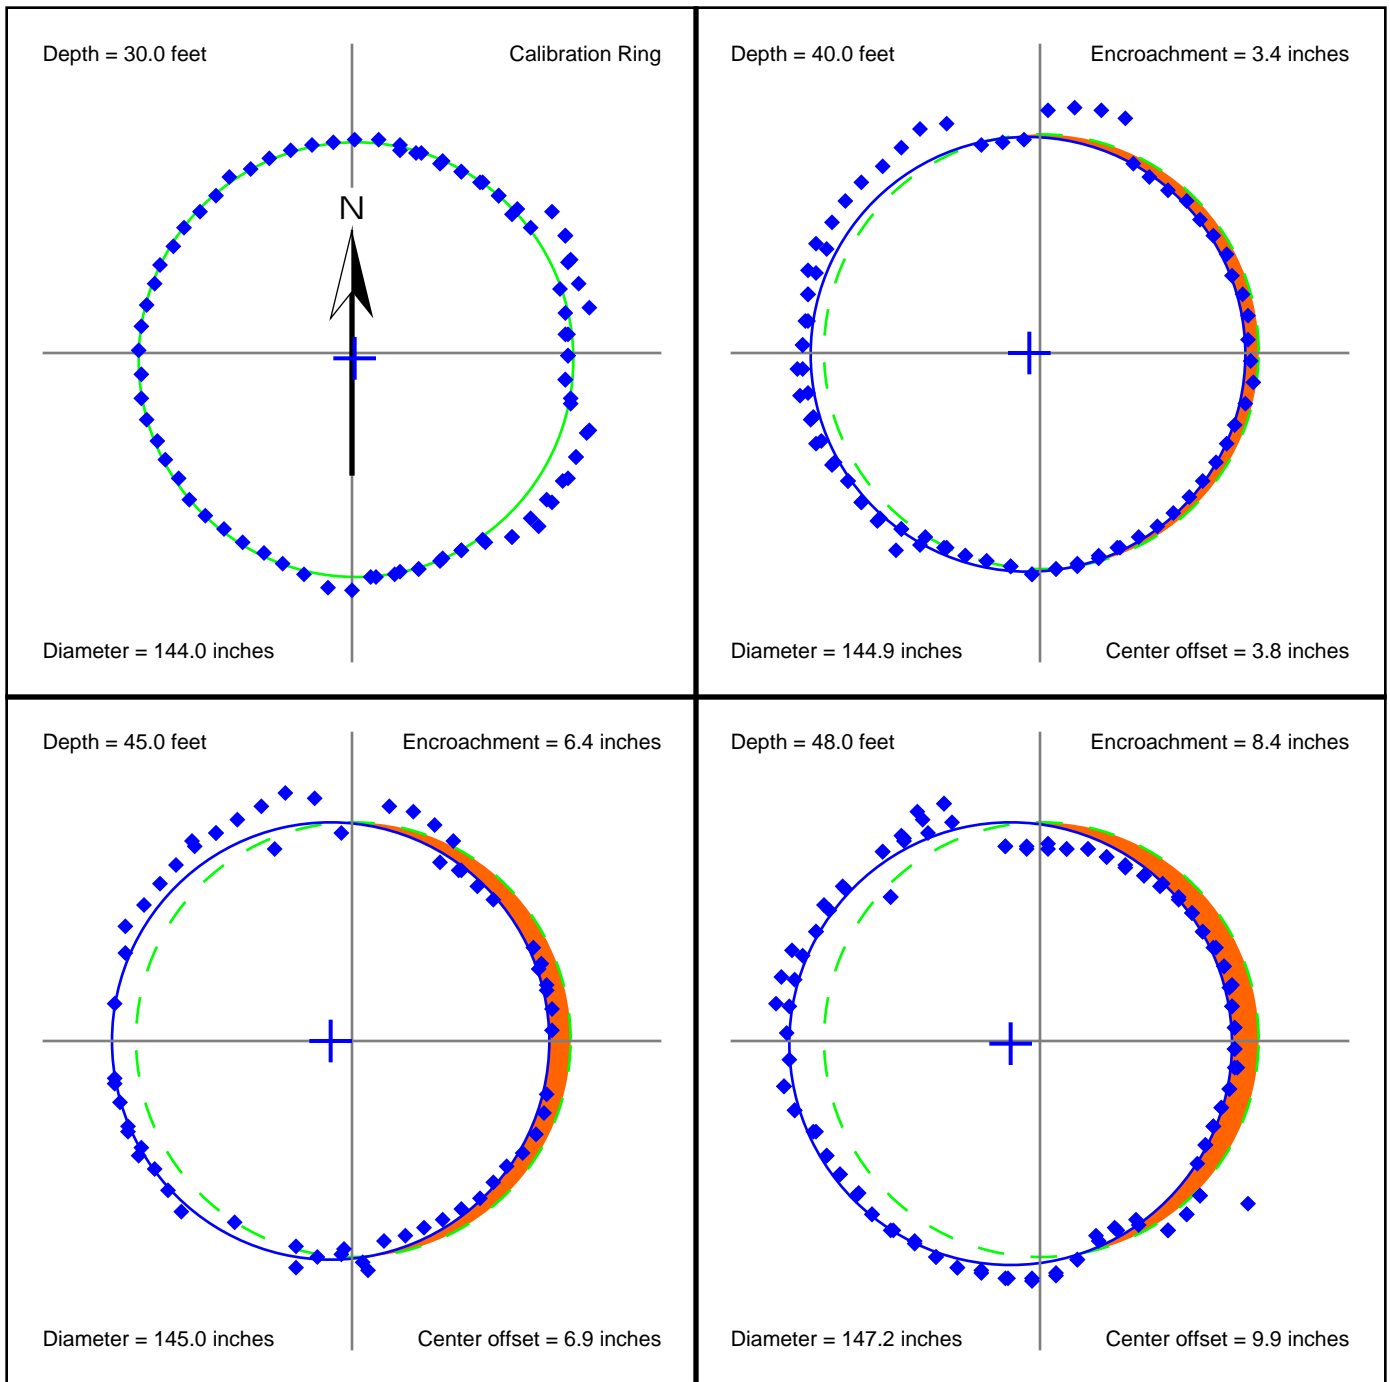 Depth = 30.0 feet
Calibration Ring
N
Diameter = 144.0 inches
Depth = 40.0 feet
Encroachment = 3.4 inches
Diameter = 144.9 inches
Center offset = 3.8 inches
Depth = 45.0 feet
Encroachment = 6.4 inches
Diameter = 145.0 inches
Center offset = 6.9 inches
Depth = 48.0 feet
Encroachment = 8.4 inches
Diameter = 147.2 inches
Center offset = 9.9 inches